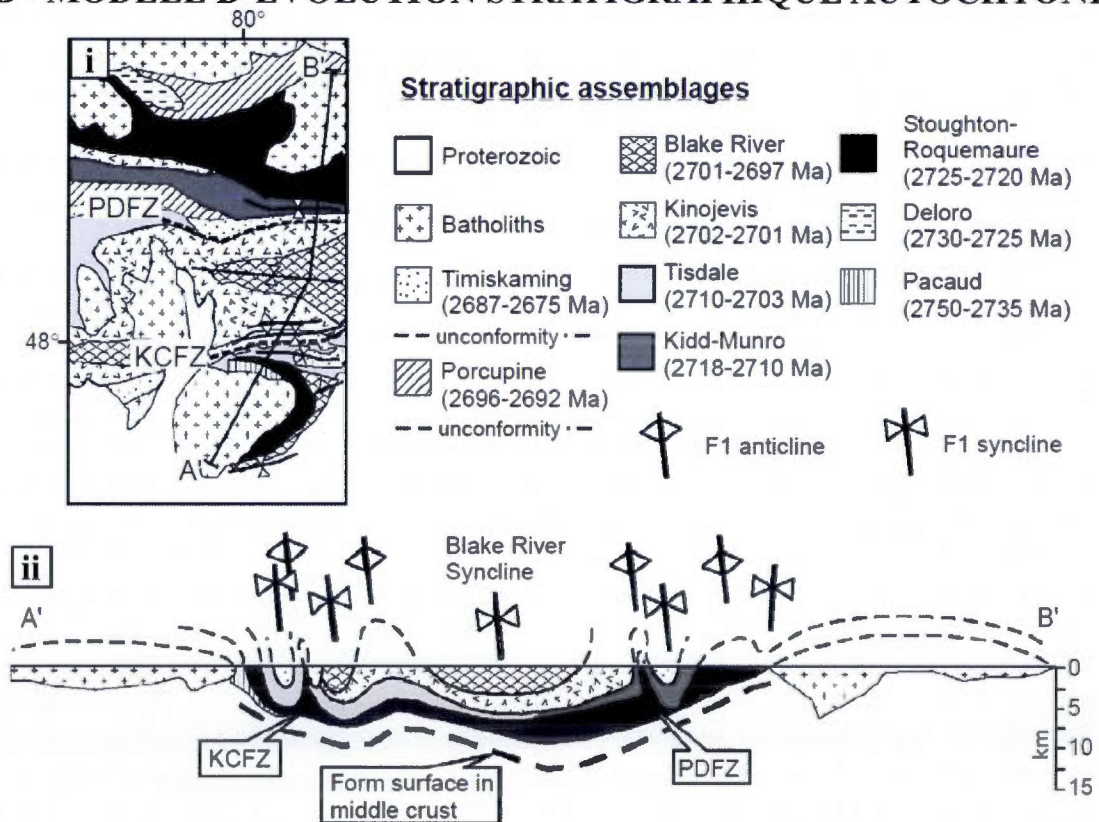 D - MODÈLE D'ÉVOLUTION STRATIGRAPHIQUE AUTOCHTONE
80°
i
B'
PDFZ
48°
KCFZ
A'
Stratigraphic assemblages
Proterozoic
Batholiths
Timiskaming
(2687-2675 Ma)
unconformity
Porcupine
(2696-2692 Ma)
unconformity
Blake River
(2701-2697 Ma)
Kinojevis
(2702-2701 Ma)
Tisdale
(2710-2703 Ma)
Kidd-Munro
(2718-2710 Ma)
Stoughton-
Roquemaure
(2725-2720 Ma)
Deloro
(2730-2725 Ma)
Pacaud
(2750-2735 Ma)
F1 anticline
F1 syncline
ii
A'
Blake River
Syncline
B'
0
5
10
15
km
KCFZ
Form surface in
middle crust
PDFZ